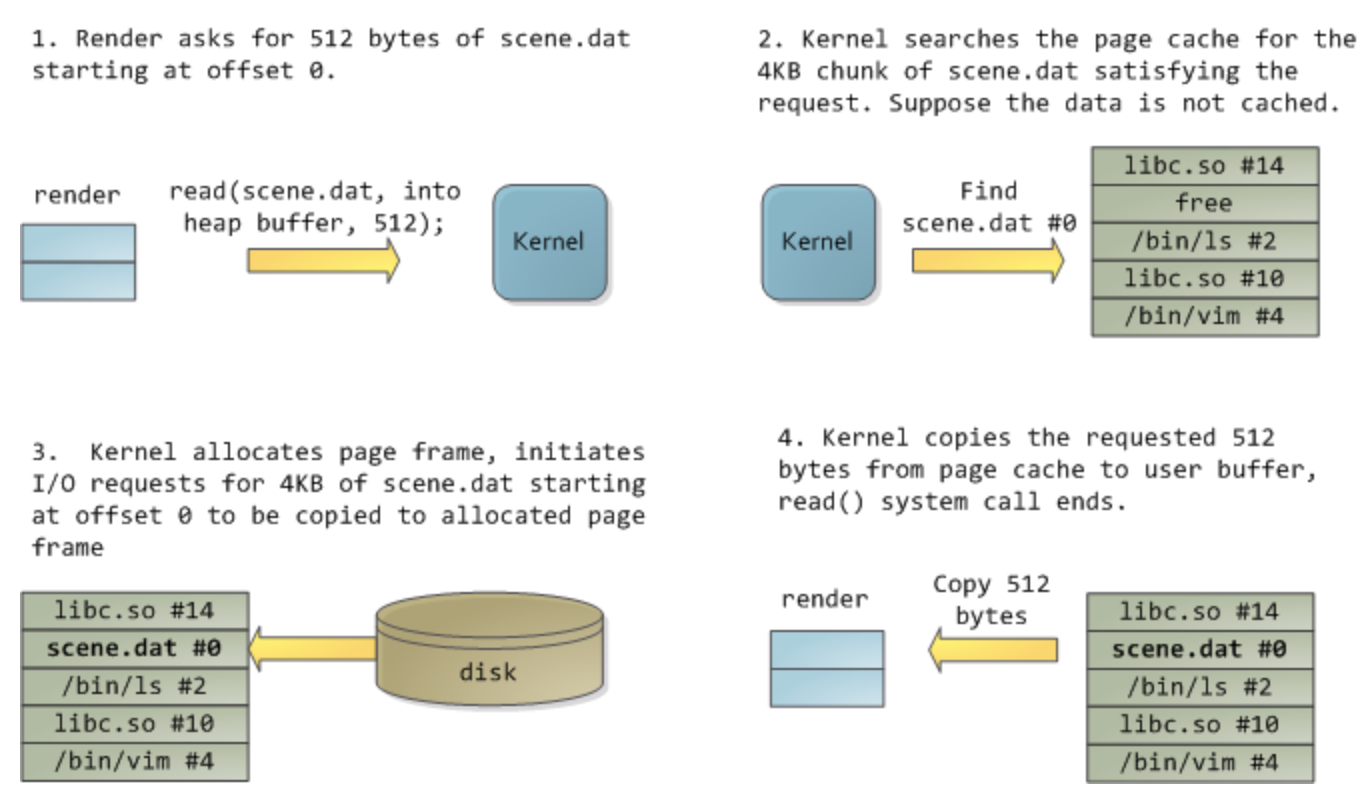 1. Render asks for 512 bytes of scene.dat
starting at offset 0.
render
read(scene.dat, into
heap buffer, 512);
Kernel
2. Kernel searches the page cache for the
4KB chunk of scene.dat satisfying the
request. Suppose the data is not cached.
Kernel
Find
scene.dat #0
libc.so #14
free
/bin/ls #2
libc.so #10
/bin/vim #4
3. Kernel allocates page frame, initiates
I/O requests for 4KB of scene.dat starting
at offset 0 to be copied to allocated page
frame
libc.so #14
scene.dat #0
/bin/ls #2
libc.so #10
/bin/vim #4
disk
4. Kernel copies the requested 512
bytes from page cache to user buffer,
read() system call ends.
render
Copy 512
bytes
libc.so #14
scene.dat #0
/bin/ls #2
libc.so #10
/bin/vim #4